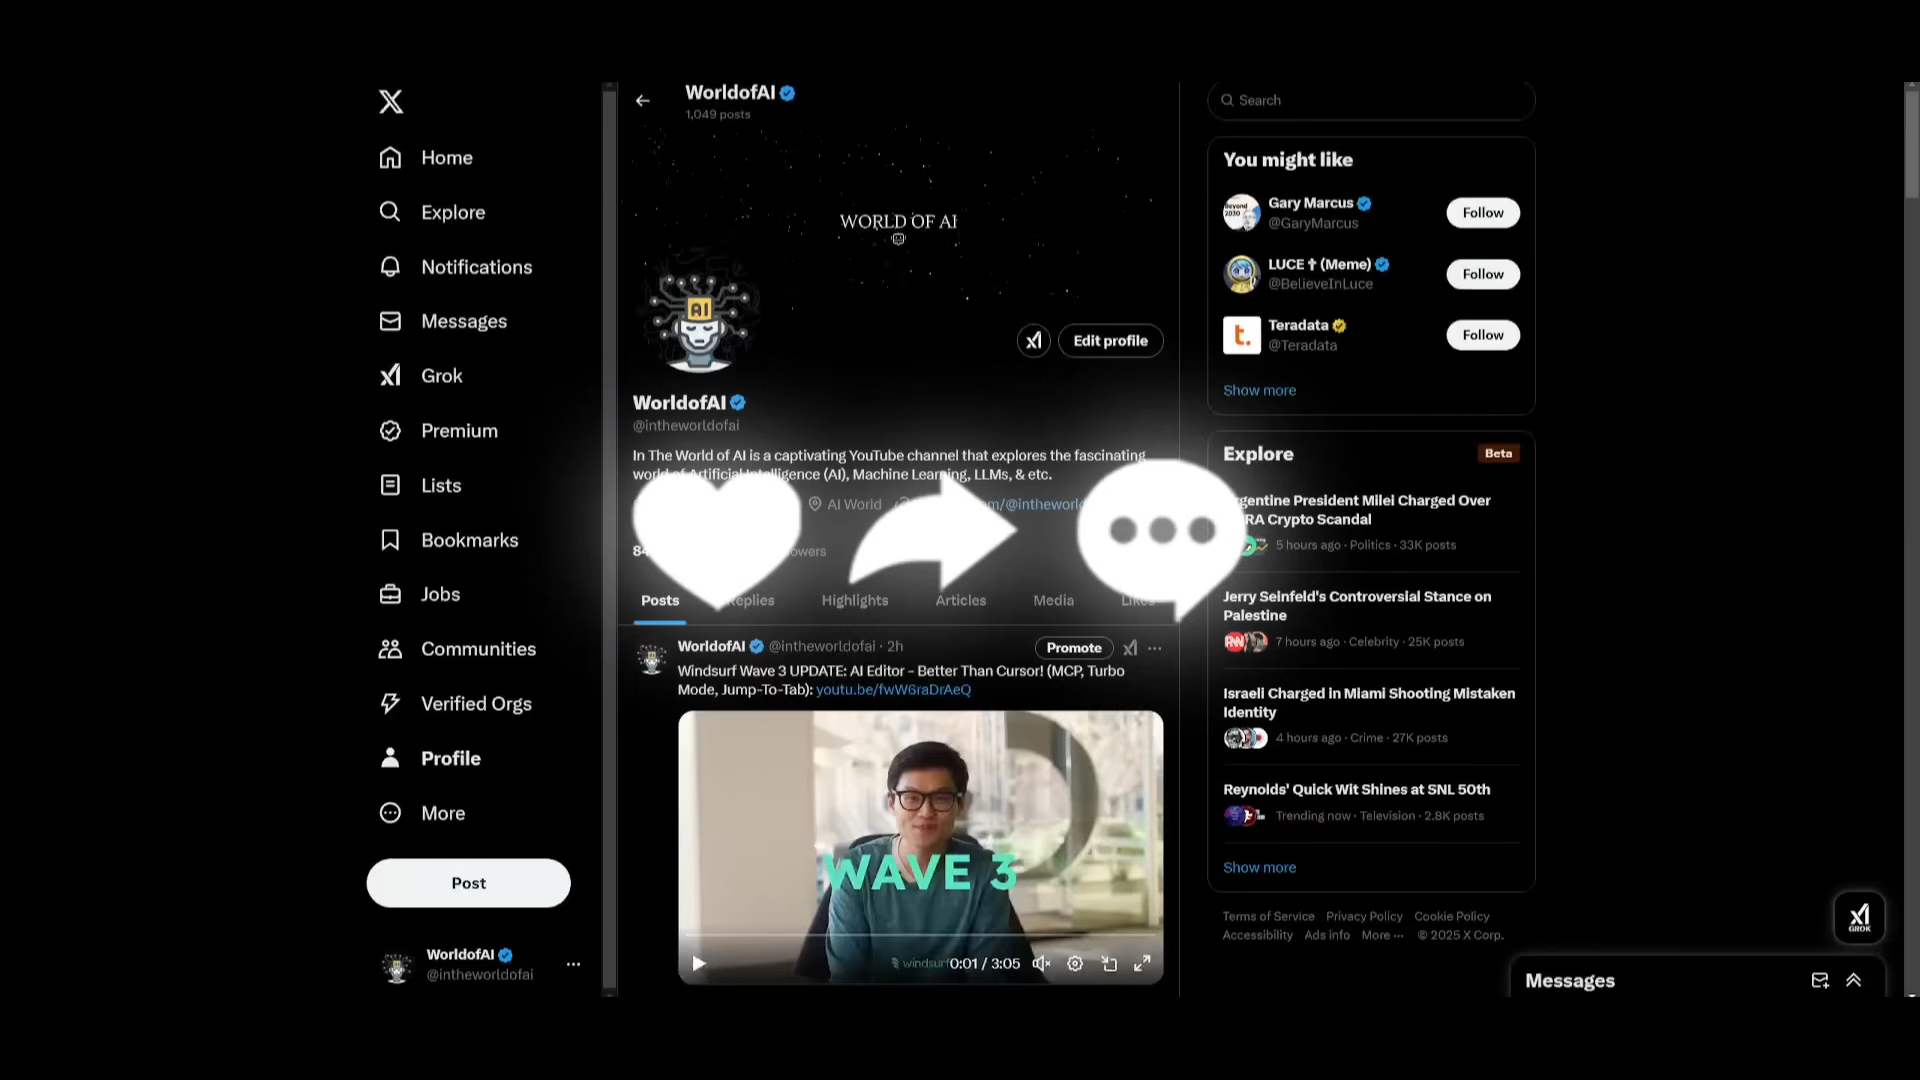 Home
Explore
Notifications
Messages
Grok
Premium
Lists
Bookmarks
Jobs
Communities
Verified Orgs
Profile
More
Post
WorldofAI
@intheworldofai
WorldofAI
1,049 posts
WORLD OF AI
AI
Edit profile
WorldofAI
@intheworldofai
In The World of AI is a captivating YouTube channel that explores the fascinating
world of Artificial Intelligence (AI), Machine Learning, LLMs, & etc.
AI World
Posts
Highlights
Articles
Media
WorldofAI @intheworldofai · 2h
Promote
Windsurf Wave 3 UPDATE: AI Editor - Better Than Cursor! (MCP, Turbo
Mode, Jump-To-Tab): youtu.be/fwW6raDrAeQ
WAVE 3
windsurf
0:01 / 3:05
Search
You might like
Gary Marcus
@GaryMarcus
Follow
LUCE ✝ (Meme)
@BelieveInLuce
Follow
t.
Teradata
@Teradata
Follow
Show more
Explore
Beta
President Milei Charged Over
Crypto Scandal
5 hours ago · Politics · 33K posts
Jerry Seinfeld's Controversial Stance on
Palestine
7 hours ago · Celebrity · 25K posts
Israeli Charged in Miami Shooting Mistaken
Identity
4 hours ago · Crime · 27K posts
Reynolds' Quick Wit Shines at SNL 50th
Trending now · Television · 2.8K posts
Show more
Terms of Service Privacy Policy Cookie Policy
Accessibility Ads info More ··· © 2025 X Corp.
GROK
Messages